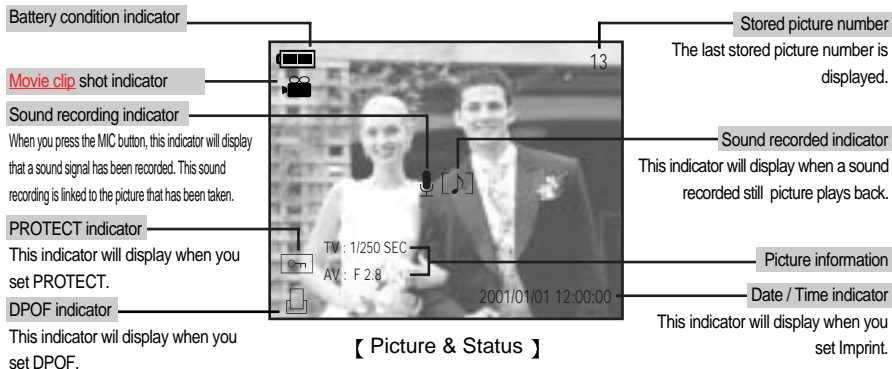 Battery condition indicator
Movie clip shot indicator
Sound recording indicator
When you press the MIC button, this indicator will display
that a sound signal has been recorded. This sound
recording is linked to the picture that has been taken.
PROTECT indicator
This indicator will display when you
set PROTECT.
DPOF indicator
This indicator wil display when you
set DPOF.
13
TV : 1/250 SEC
AV : F 2.8
2001/01/01 12:00:00
[ Picture & Status ]
Stored picture number
The last stored picture number is
displayed.
Sound recorded indicator
This indicator will display when a sound
recorded still picture plays back.
Picture information
Date / Time indicator
This indicator will display when you
set Imprint.